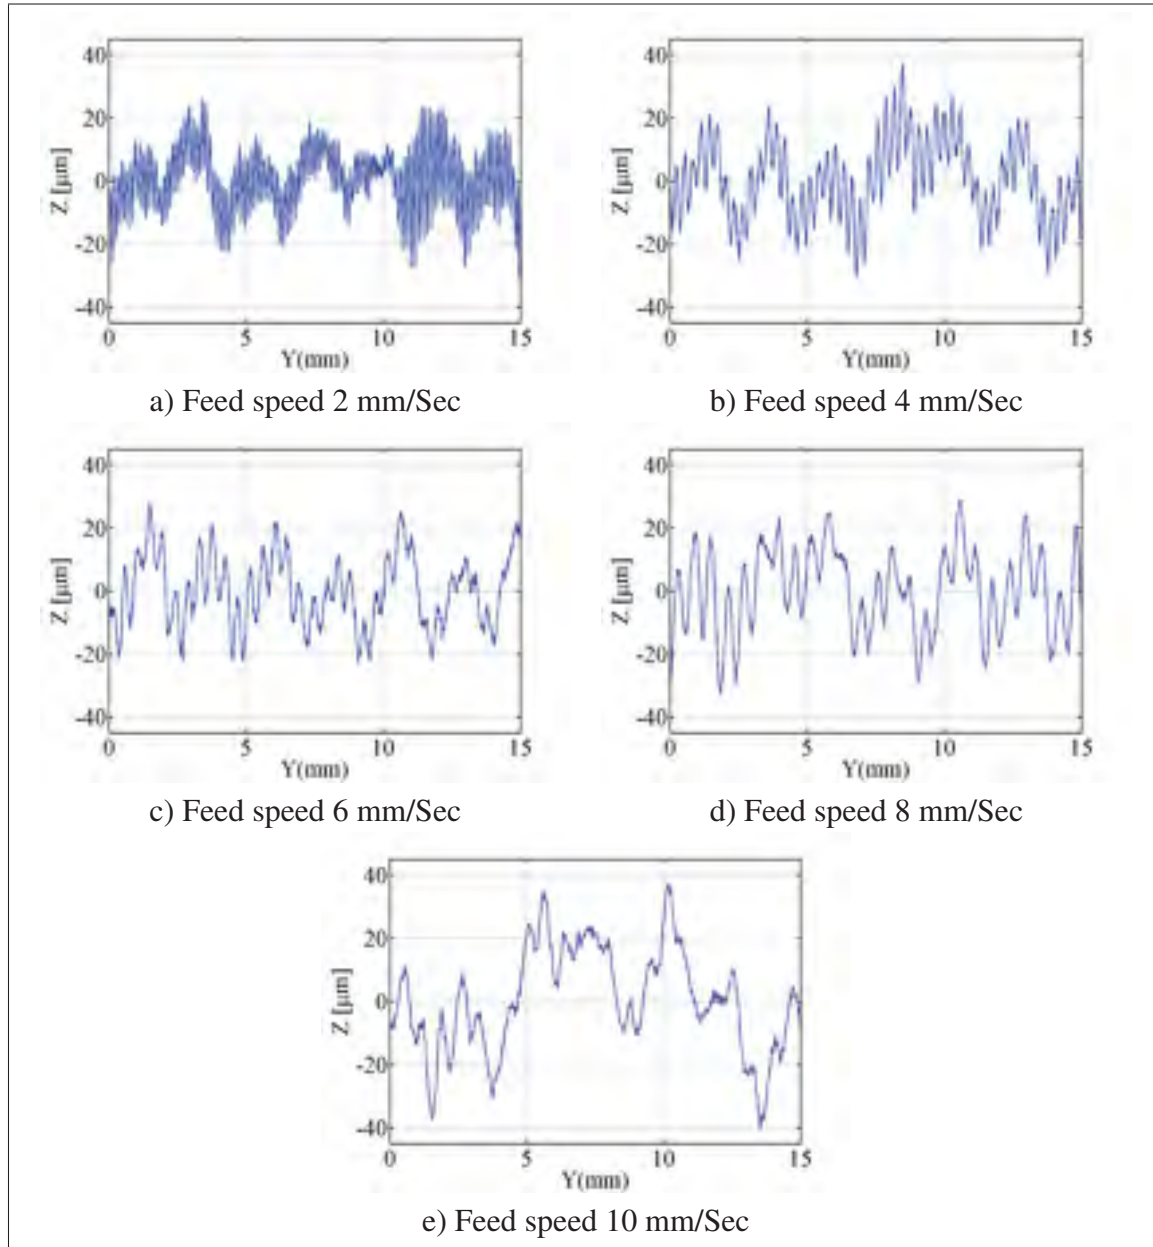 40
20
0
-20
-40
Z [µm]
0 5 10 15
Y(mm)
a) Feed speed 2 mm/Sec
40
20
0
-20
-40
Z [µm]
0 5 10 15
Y(mm)
b) Feed speed 4 mm/Sec
40
20
0
-20
-40
Z [µm]
0 5 10 15
Y(mm)
c) Feed speed 6 mm/Sec
40
20
0
-20
-40
Z [µm]
0 5 10 15
Y(mm)
d) Feed speed 8 mm/Sec
40
20
0
-20
-40
Z [µm]
0 5 10 15
Y(mm)
e) Feed speed 10 mm/Sec